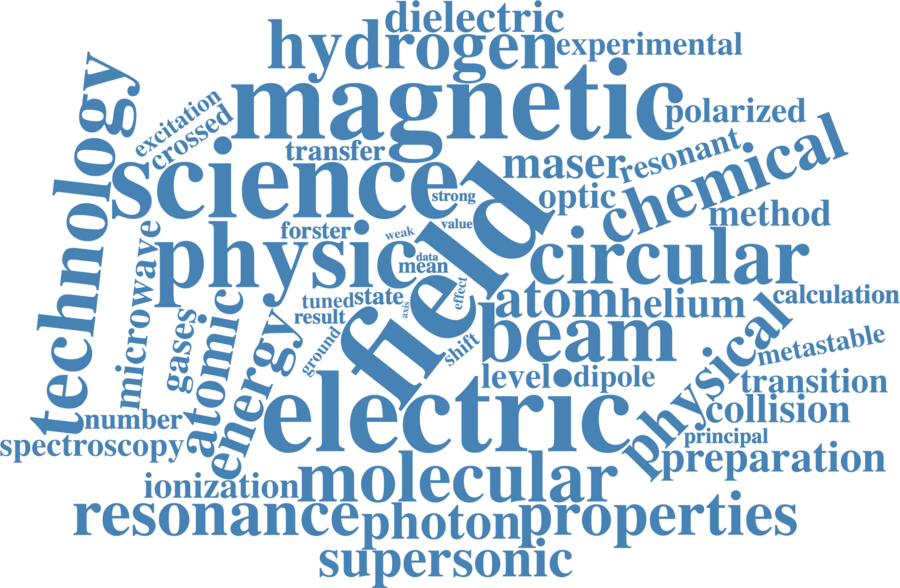 dielectric
hydrogen
experimental
magnetic
technology
excitation
crossed
polarized
transfer
science
maser
resonant
chemical
strong
optic
field
method
forster
weak
value
physic
circular
microwave
data
mean
effect
tuned
state
axis
result
atom
helium
calculation
gases
atomic
energy
ground
shift
beam
physical
metastable
level
dipole
transition
electric
collision
number
spectroscopy
principal
preparation
ionization
molecular
resonance
photon
properties
supersonic